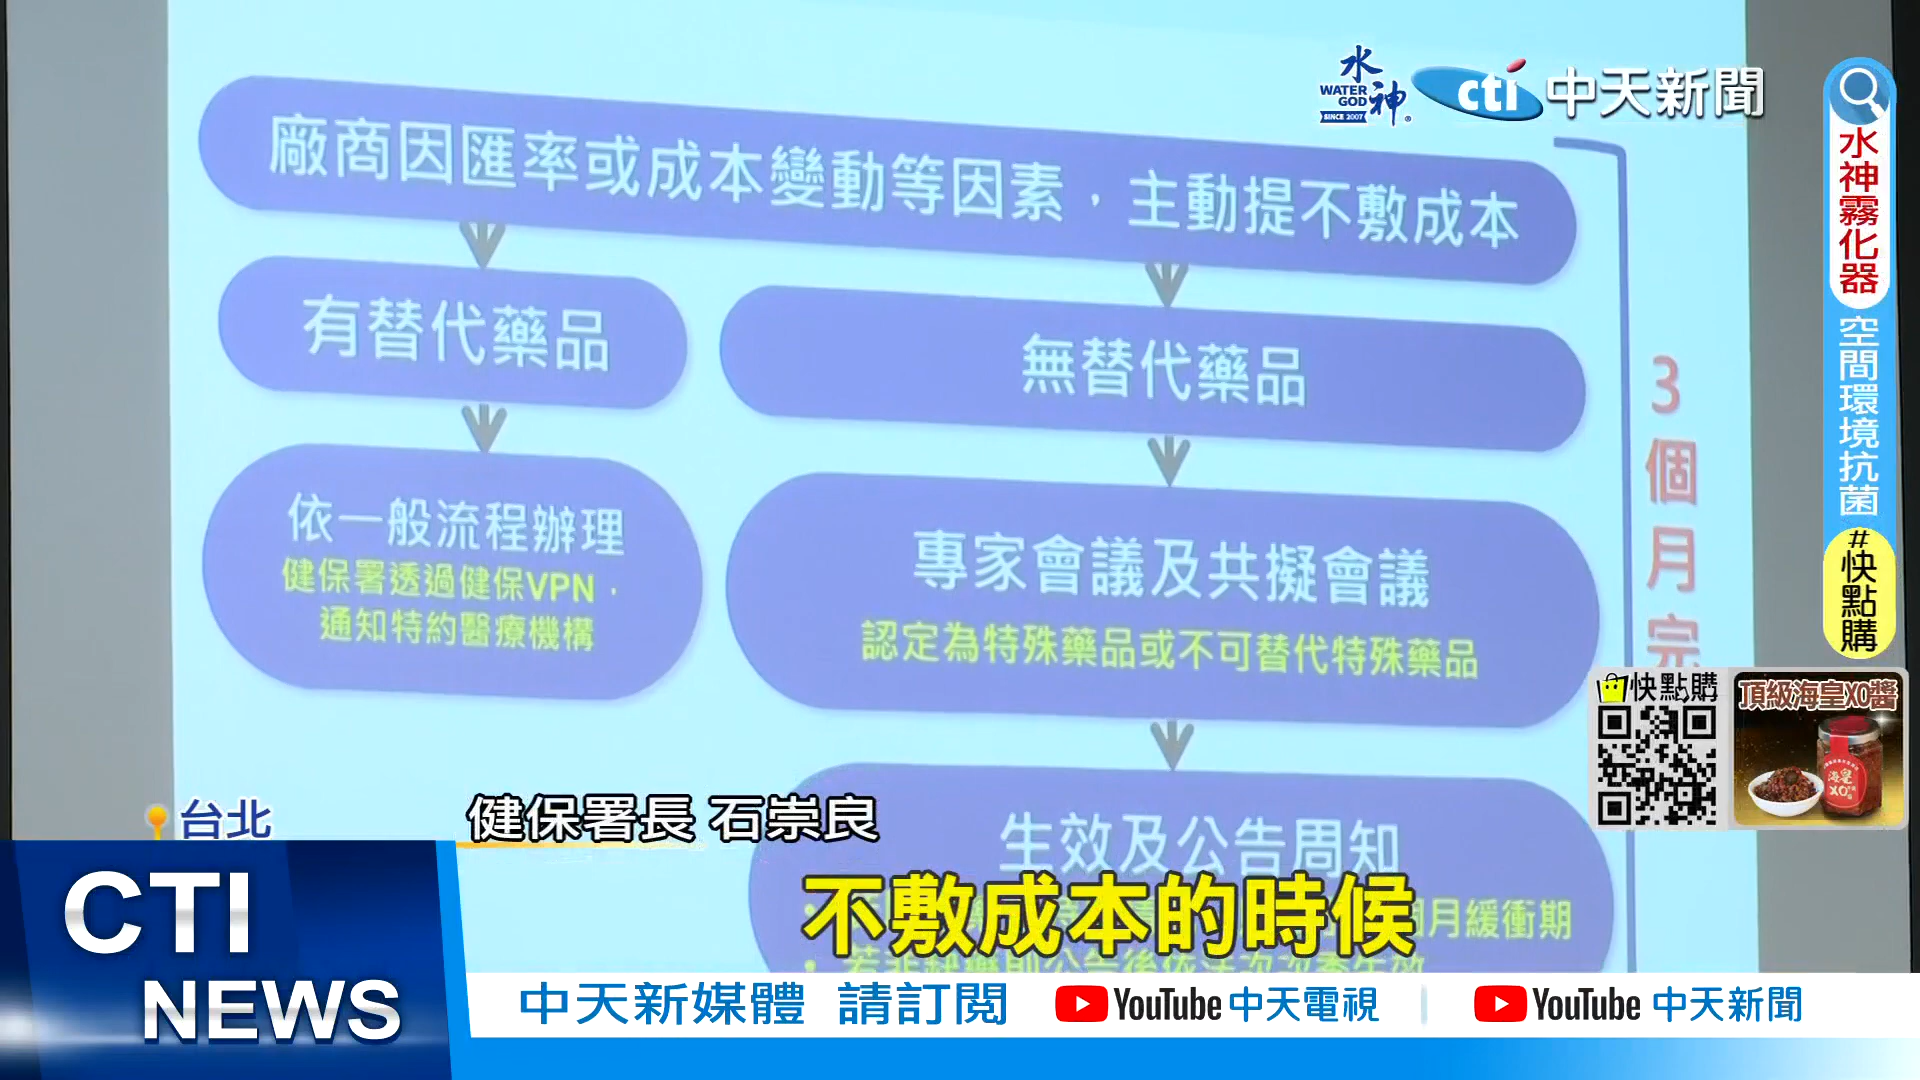 廠商因匯率或成本變動等因素，主動提不敷成本
有替代藥品
無替代藥品
依一般流程辦理
健保署透過健保VPN，
通知特約醫療機構
專家會議及共擬會議
認定為特殊藥品或不可替代特殊藥品
生效及公告周知
個月緩衝期
3個月完
水神
WATER GOD
SINCE 2007
cti 中天新聞
水神霧化器
空間環境抗菌
#快點購
快點購
頂級海皇XO醬
海皇
XO
台北
健保署長 石崇良
不敷成本的時候
CTI
NEWS
中天新媒體 請訂閱 YouTube 中天電視 YouTube 中天新聞